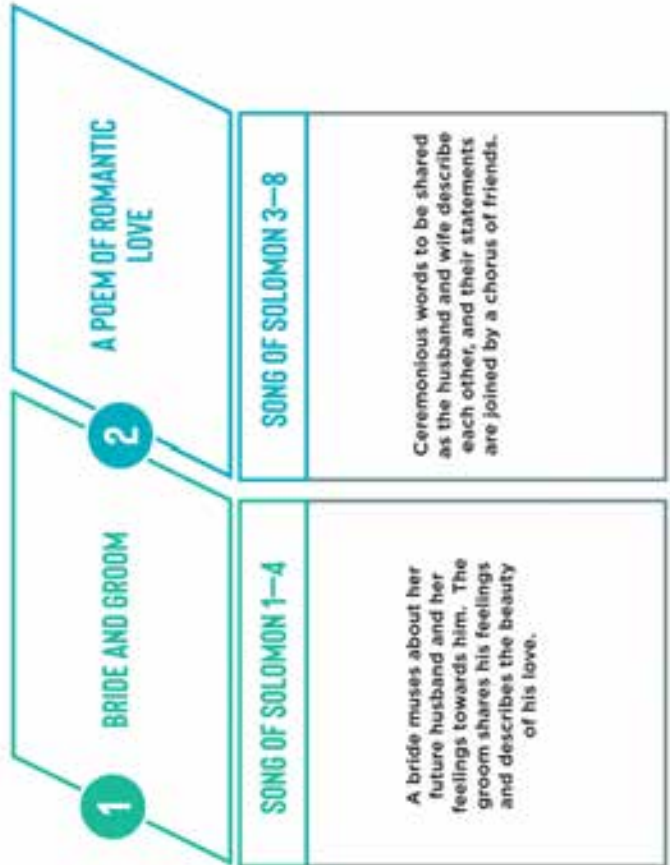 1
BRIDE AND GROOM
SONG OF SOLOMON 1–4
A bride muses about her
future husband and her
feelings towards him.  The
groom shares his feelings
and describes the beauty
of his love.
2
A POEM OF ROMANTIC
LOVE
SONG OF SOLOMON 3–8
Ceremonious words to be shared
as the husband and wife describe
each other, and their statements
are joined by a chorus of friends.